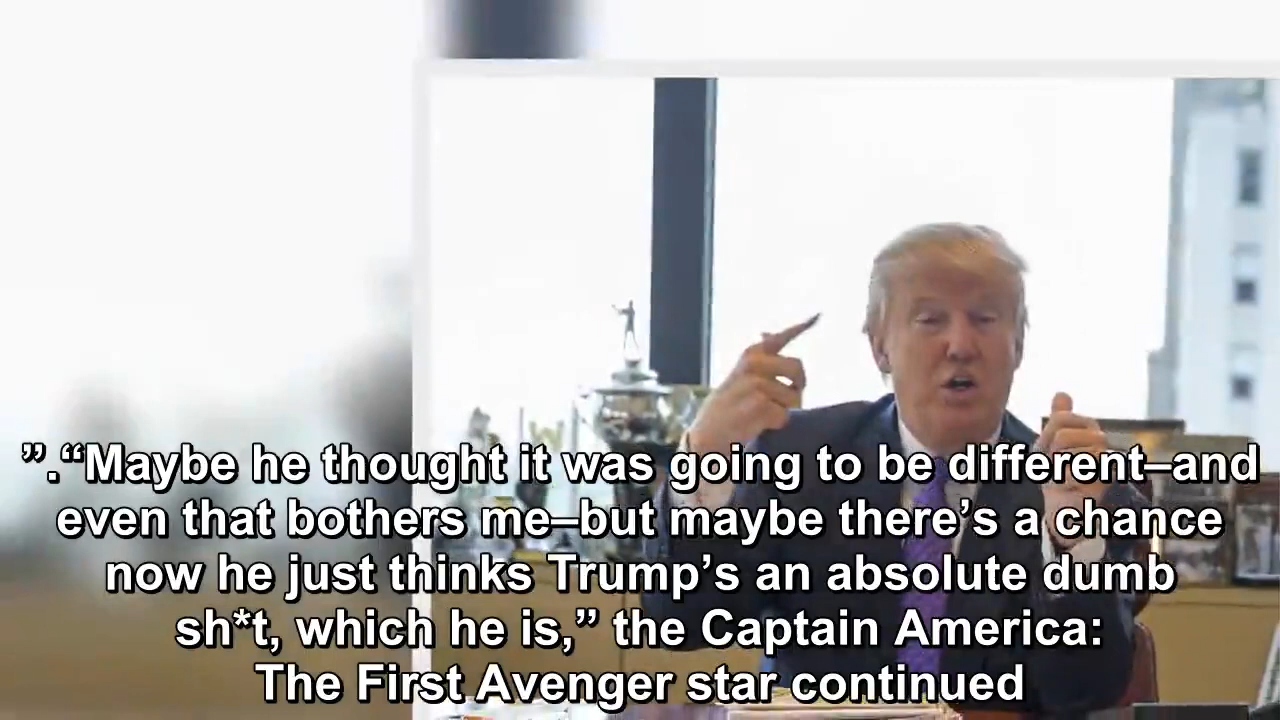 ”.“Maybe he thought it was going to be different–and
even that bothers me–but maybe there’s a chance
now he just thinks Trump’s an absolute dumb
sh*t, which he is,” the Captain America:
The First Avenger star continued